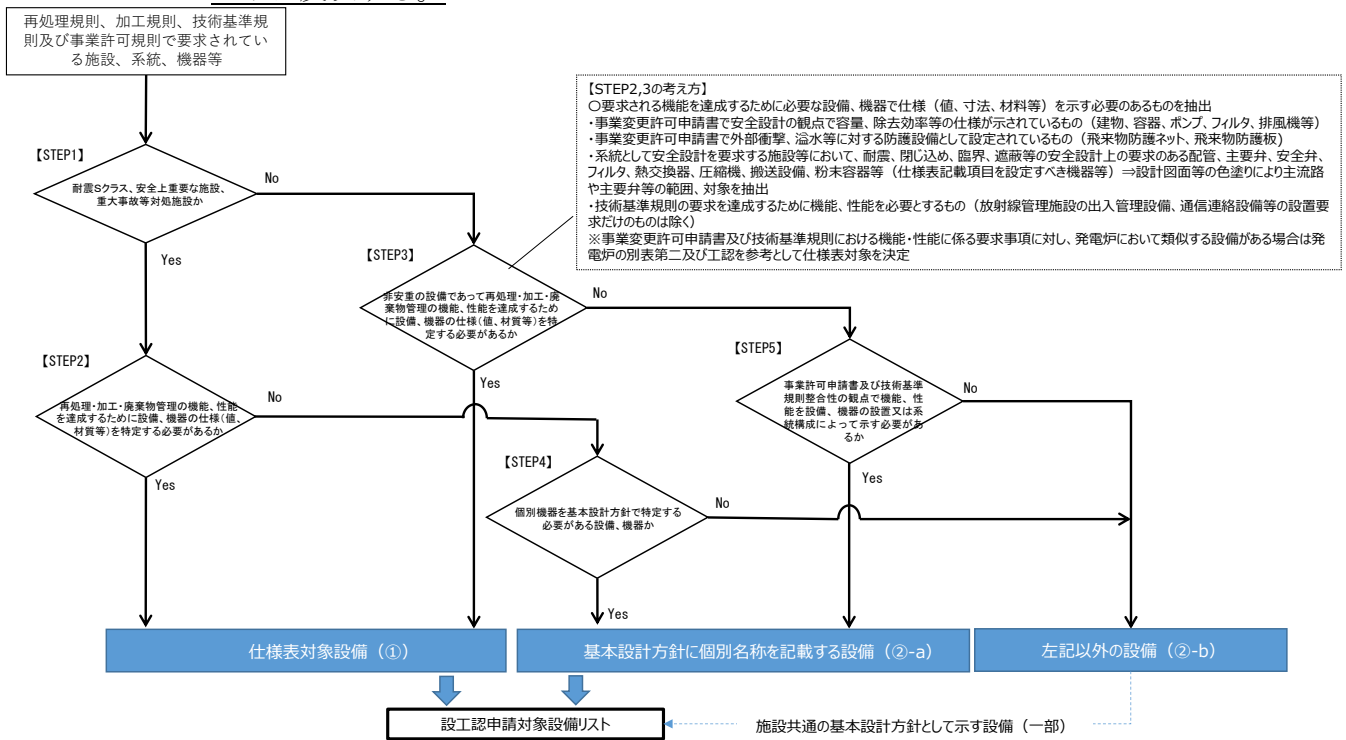 再処理規則、加工規則、技術基準規
則及び事業許可規則で要求されてい
る施設、系統、機器等
【STEP2,3の考え方】
○要求される機能を達成するために必要な設備、機器で仕様（値、寸法、材料等）を示す必要のあるものを抽出
・事業変更許可申請書で安全設計の観点で容量、除去効率等の仕様が示されているもの（建物、容器、ポンプ、フィルタ、排風機等）
・事業変更許可申請書で外部衝撃、溢水等に対する防護設備として設定されているもの（飛来物防護ネット、飛来物防護板)
・系統として安全設計を要求する施設等において、耐震、閉じ込め、臨界、遮蔽等の安全設計上の要求のある配管、主要弁、安全弁、
フィルタ、熱交換器、圧縮機、搬送設備、粉末容器等（仕様表記載項目を設定すべき機器等）⇒設計図面等の色塗りにより主流路
や主要弁等の範囲、対象を抽出
・技術基準規則の要求を達成するために機能、性能を必要とするもの（放射線管理施設の出入管理設備、通信連絡設備等の設置要
求だけのものは除く）
※事業変更許可申請書及び技術基準規則における機能・性能に係る要求事項に対し、発電炉において類似する設備がある場合は発
電炉の別表第二及び工認を参考として仕様表対象を決定
【STEP1】
耐震Sクラス、安全上重要な施設、
重大事故等対処施設か
No
Yes
【STEP3】
非安重の設備であって再処理・加工・廃
棄物管理の機能、性能を達成するため
に設備、機器の仕様（値、材質等）を特
定する必要があるか
No
Yes
【STEP2】
再処理・加工・廃棄物管理の機能、性能
を達成するために設備、機器の仕様（値、
材質等）を特定する必要があるか
No
Yes
【STEP5】
事業許可申請書及び技術基準
規則整合性の観点で機能、性
能を設備、機器の設置又は系
統構成によって示す必要があ
るか
No
Yes
【STEP4】
個別機器を基本設計方針で特定する
必要がある設備、機器か
No
Yes
仕様表対象設備（①）
基本設計方針に個別名称を記載する設備（②-a）
左記以外の設備（②-b）
設工認申請対象設備リスト
施設共通の基本設計方針として示す設備（一部）